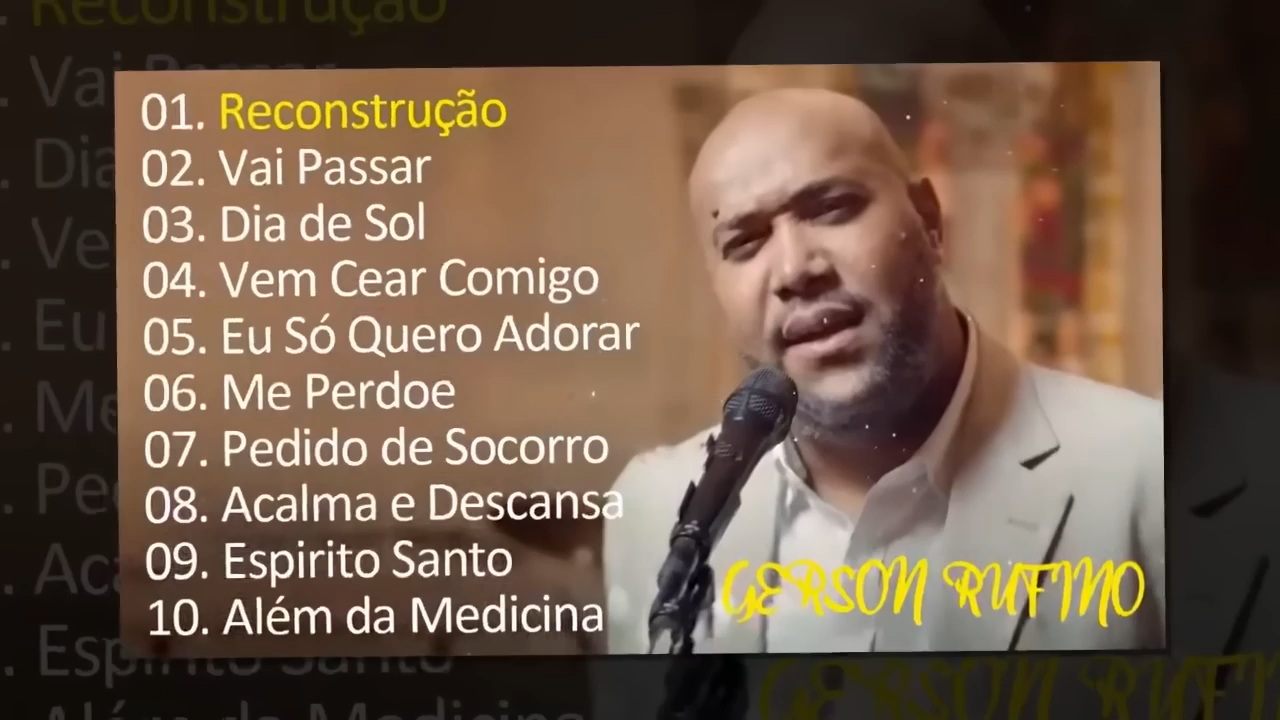 Reconstrução
01. Reconstrução
02. Vai Passar
03. Dia de Sol
04. Vem Cear Comigo
05. Eu Só Quero Adorar
06. Me Perdoe
07. Pedido de Socorro
08. Acalma e Descansa
09. Espirito Santo
10. Além da Medicina
GERSON RUFINO